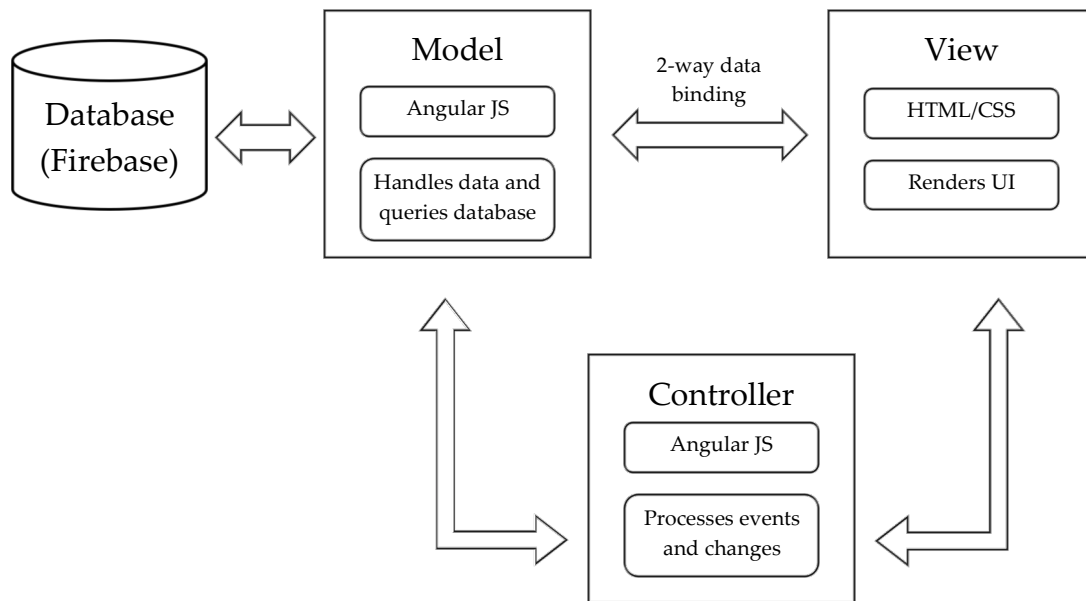 Database
(Firebase)
Model
Angular JS
Handles data and
queries database
2-way data
binding
View
HTML/CSS
Renders UI
Controller
Angular JS
Processes events
and changes